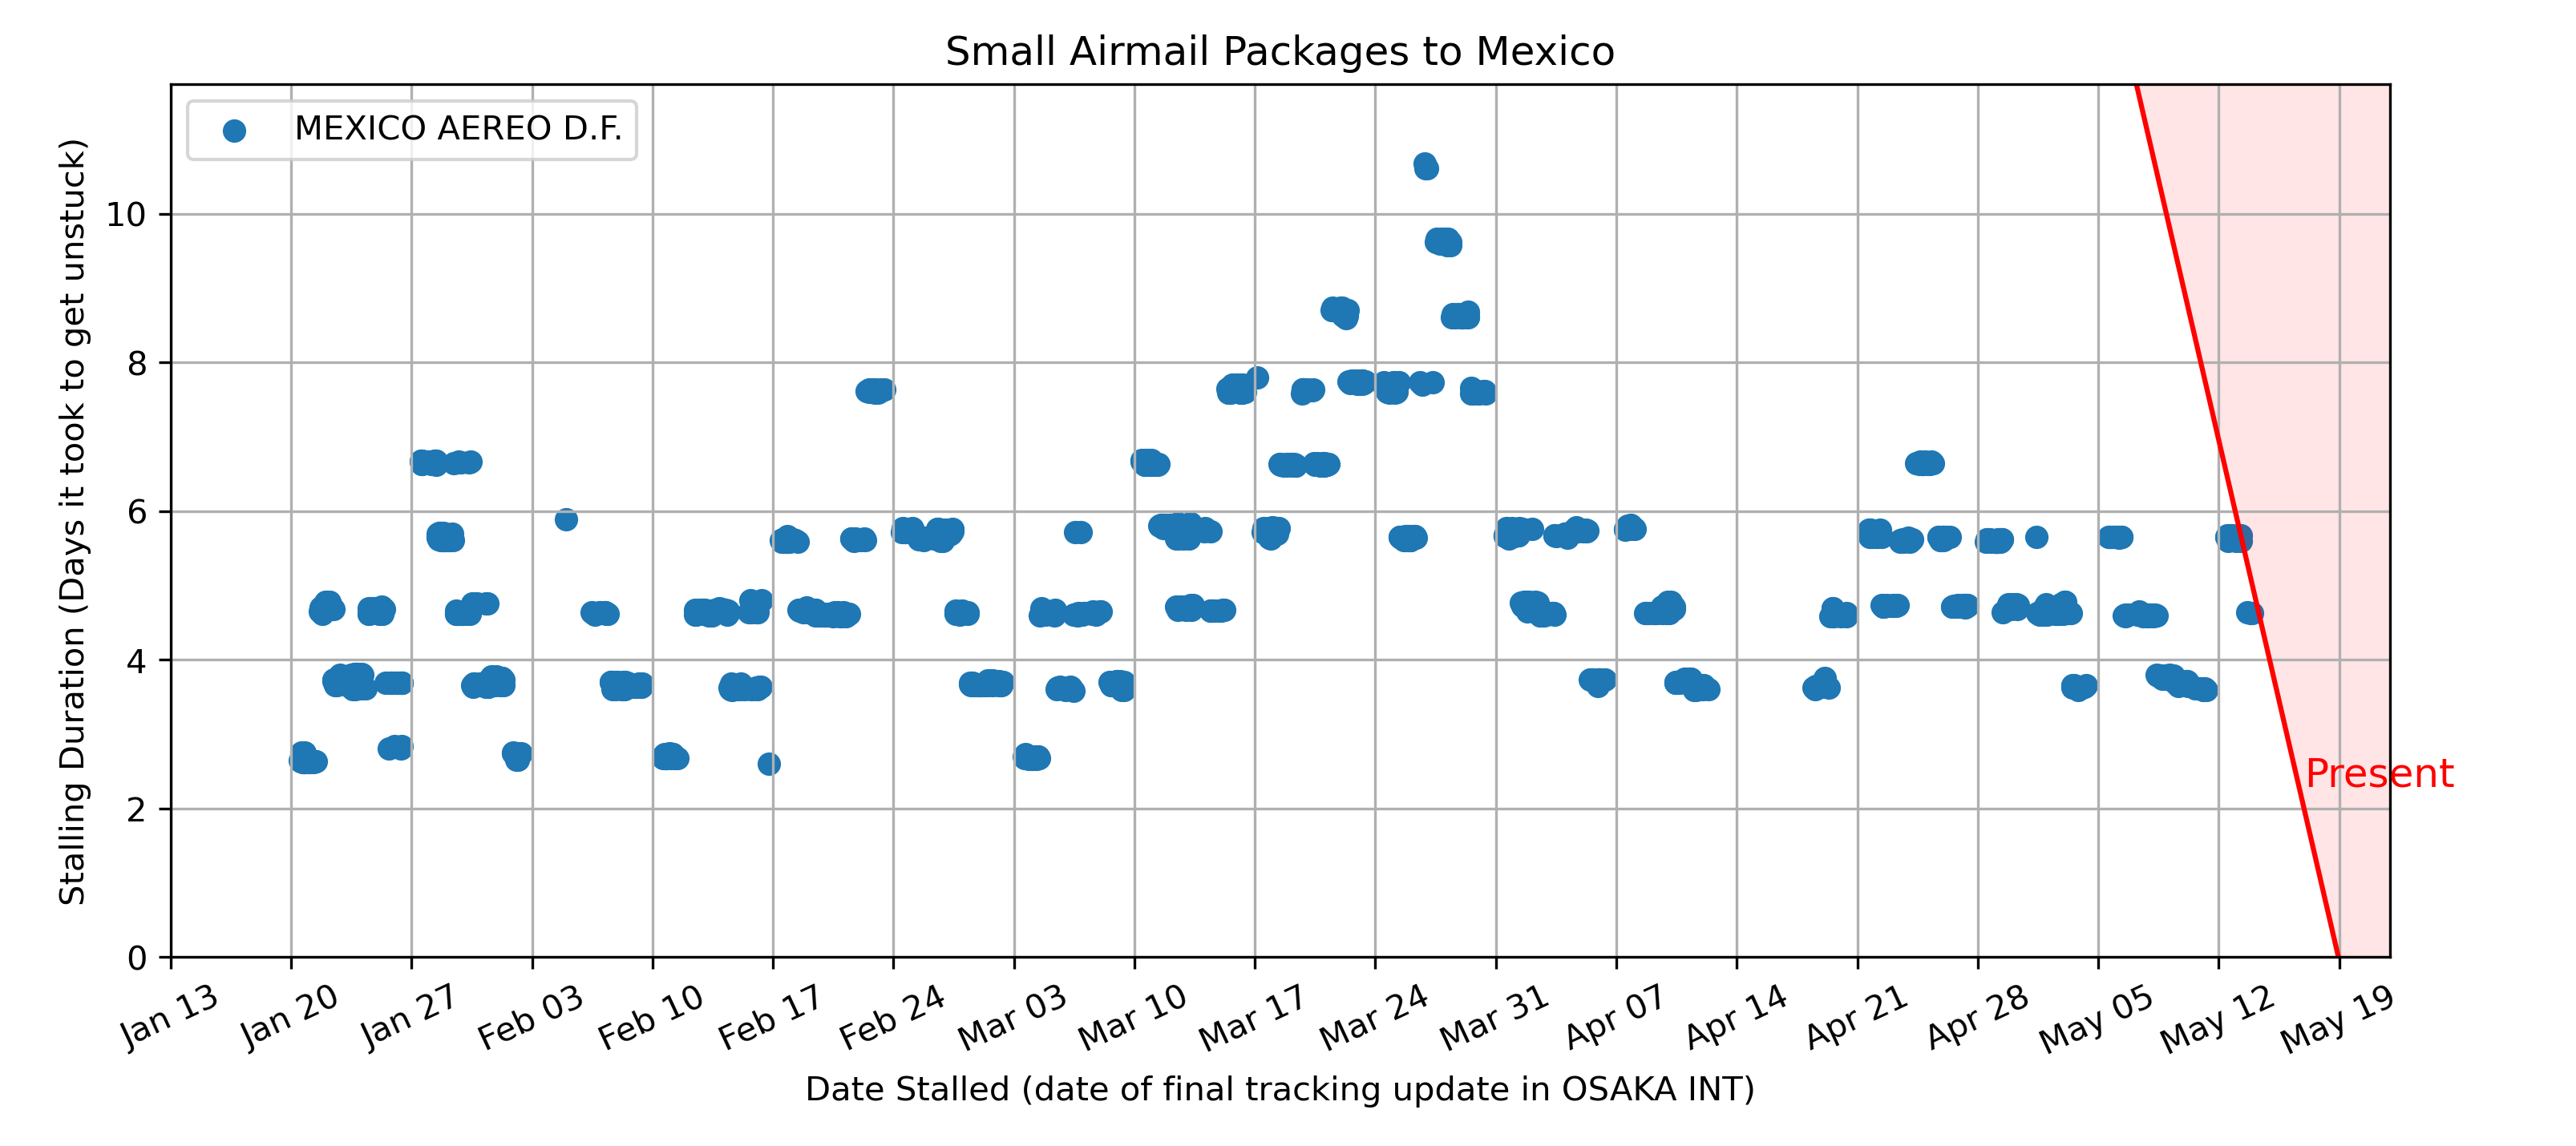 Small Airmail Packages to Mexico
MEXICO AEREO D.F.
Stalling Duration (Days it took to get unstuck)
10
8
6
4
2
0
Present
Jan 13
Jan 20
Jan 27
Feb 03
Feb 10
Feb 17
Feb 24
Mar 03
Mar 10
Mar 17
Mar 24
Mar 31
Apr 07
Apr 14
Apr 21
Apr 28
May 05
May 12
May 19
Date Stalled (date of final tracking update in OSAKA INT)